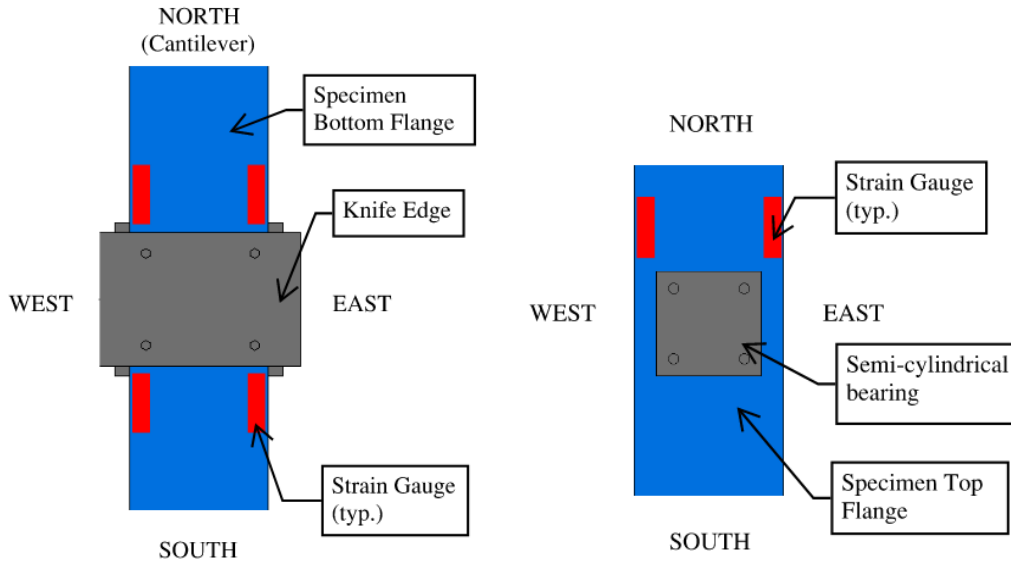 NORTH
(Cantilever)
Specimen
Bottom Flange
Knife Edge
WEST
EAST
Strain Gauge
(typ.)
SOUTH
NORTH
Strain Gauge
(typ.)
WEST
EAST
Semi-cylindrical
bearing
Specimen Top
Flange
SOUTH